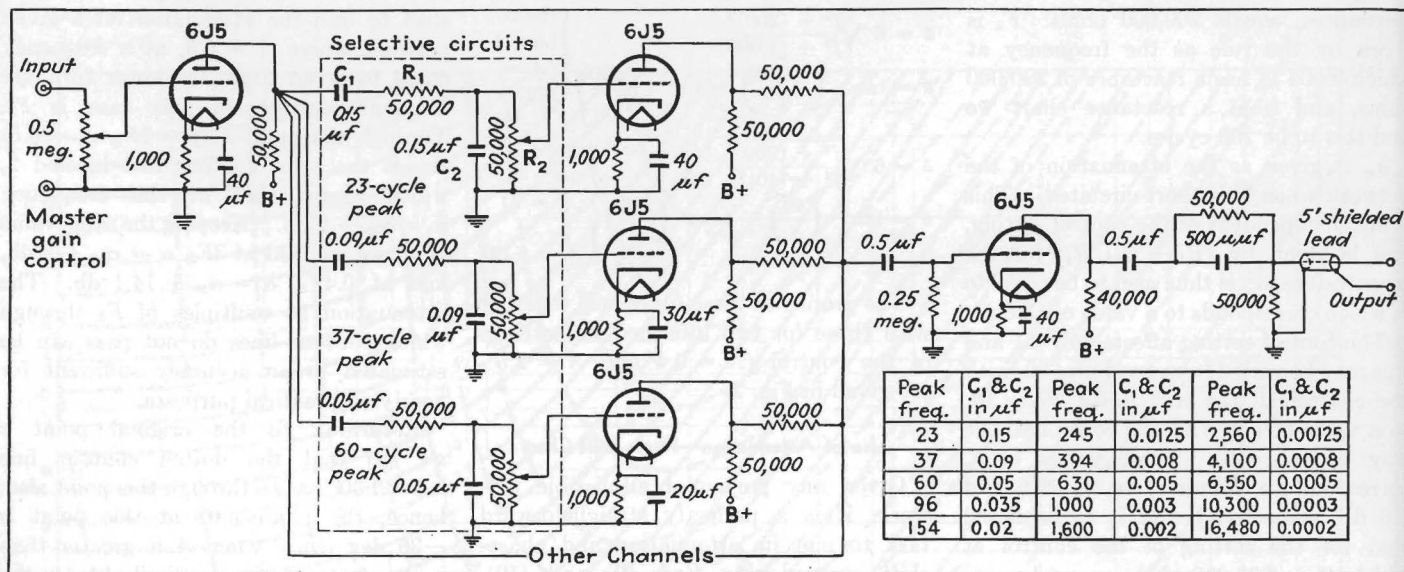 6J5
Input
0.5
meg.
Master
gain
control
1,000
40
μf
50,000
B+
Selective circuits
C1
0.15
μf
R1
50,000
0.15μf
C2
50,000
R2
23-cycle
peak
0.09μf
50,000
0.09
μf
50,000
37-cycle
peak
0.05μf
50,000
60-cycle
peak
0.05μf
50,000
6J5
1,000
40
μf
50,000
50,000
B+
6J5
1,000
30μf
50,000
50,000
B+
6J5
1,000
20μf
50,000
50,000
B+
Other Channels
0.5μf
0.25
meg.
6J5
1000
40
μf
40,000
B+
0.5μf
50,000
500μμf
50,000
5' shielded
lead
Output
Peak freq. C1 & C2 in μf Peak freq. C1 & C2 in μf Peak freq. C1 & C2 in μf
23 0.15 245 0.0125 2,560 0.00125
37 0.09 394 0.008 4,100 0.0008
60 0.05 630 0.005 6,550 0.0005
96 0.035 1,000 0.003 10,300 0.0003
154 0.02 1,600 0.002 16,480 0.0002